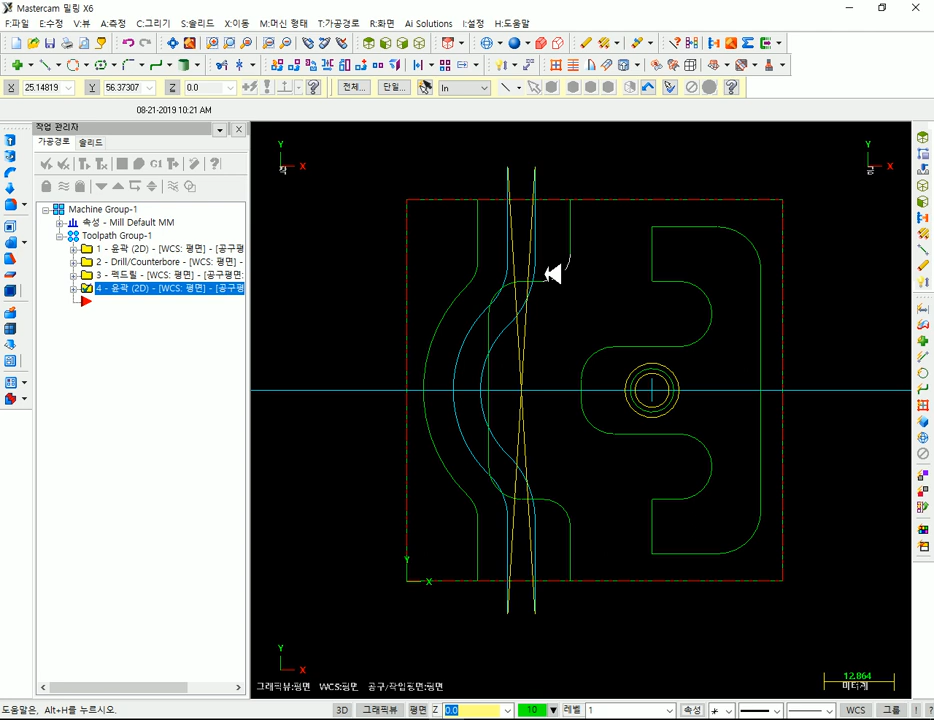 Mastercam 밀링 X6
F:파일 E:수정 V:뷰 A:측정 C:그리기 S:솔리드 X:이동 M:머신 형태 T:가공경로 R:화면 Ai Solutions I:설정 H:도움말
X 25.14819 Y 56.37307 Z 0.0 전체... 단일... In
08-21-2019 10:21 AM
작업 관리자
가공경로 솔리드
G1
Machine Group-1
속성 - Mill Default MM
Toolpath Group-1
1 - 윤곽 (2D) - [WCS: 평면] - [공구평
2 - Drill/Counterbore - [WCS: 평면] -
3 - 펙드릴 - [WCS: 평면] - [공구평면:
4 - 윤곽 (2D) - [WCS: 평면] - [공구평
Y
X
Y
X
Y
X
Y
X
그래픽뷰:평면 WCS:평면 공구/작업평면:평면
12.864
미터계
도움말은, Alt+H를 누르시오.
3D 그래픽뷰 평면 Z 0.0 10 레벨 1 속성 WCS 그룹 ! ?